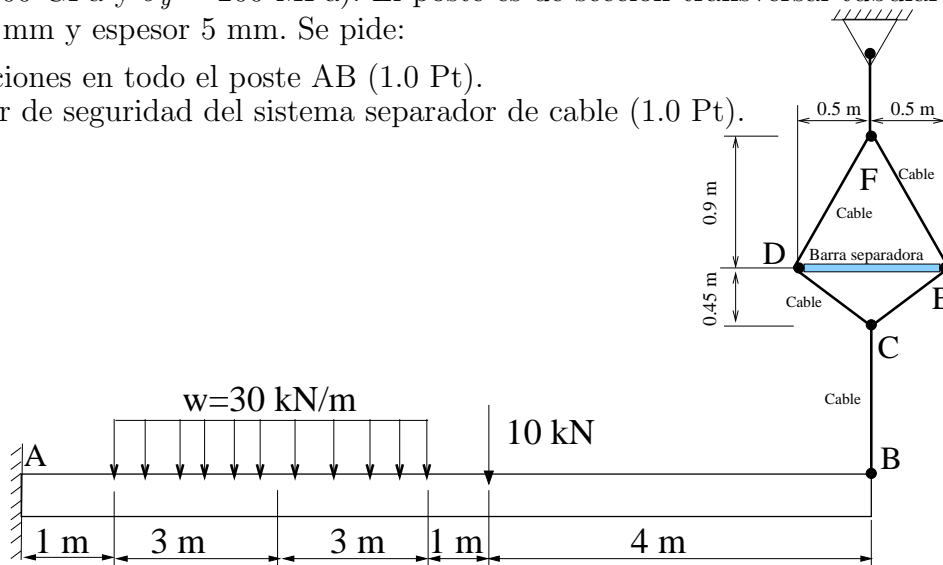 mm y espesor 5 mm. Se pide:
ciones en todo el poste AB (1.0 Pt).
r de seguridad del sistema separador de cable (1.0 Pt).
0.5 m 0.5 m
Cable
F
0.9 m
Cable
D
Barra separadora
E
Cable
0.45 m
C
w=30 kN/m
Cable
10 kN
A
B
1 m 3 m 3 m 1 m 4 m